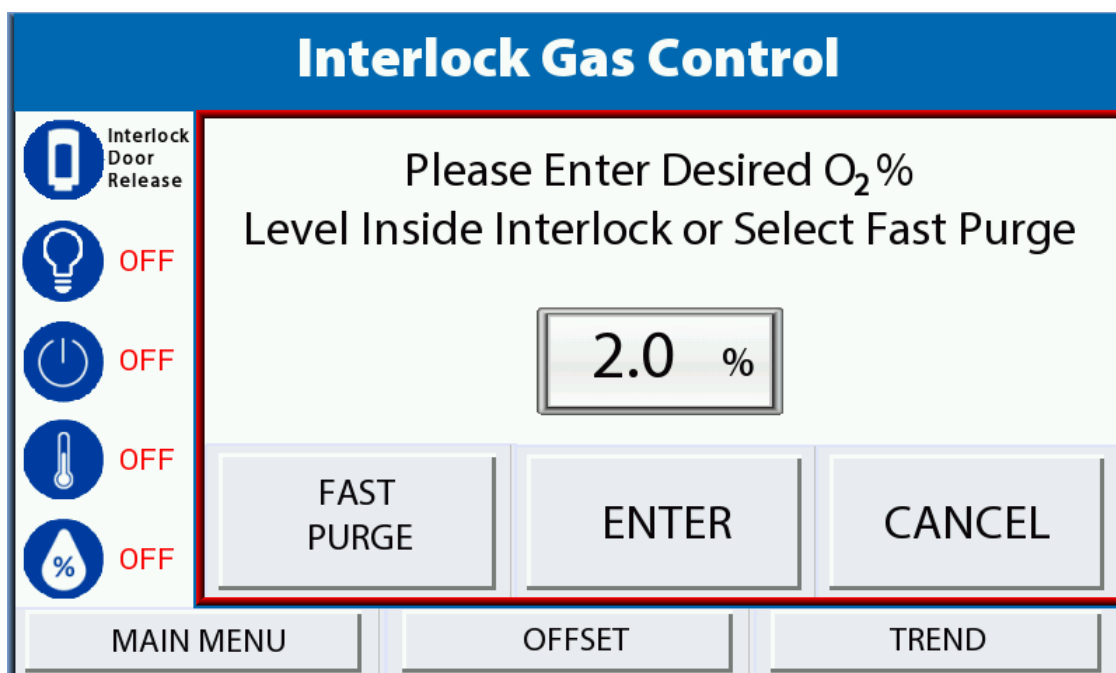 Interlock Gas Control
Interlock
Door
Release
OFF
OFF
OFF
%
OFF
Please Enter Desired O₂%
Level Inside Interlock or Select Fast Purge
2.0 %
FAST
PURGE
ENTER
CANCEL
MAIN MENU
OFFSET
TREND